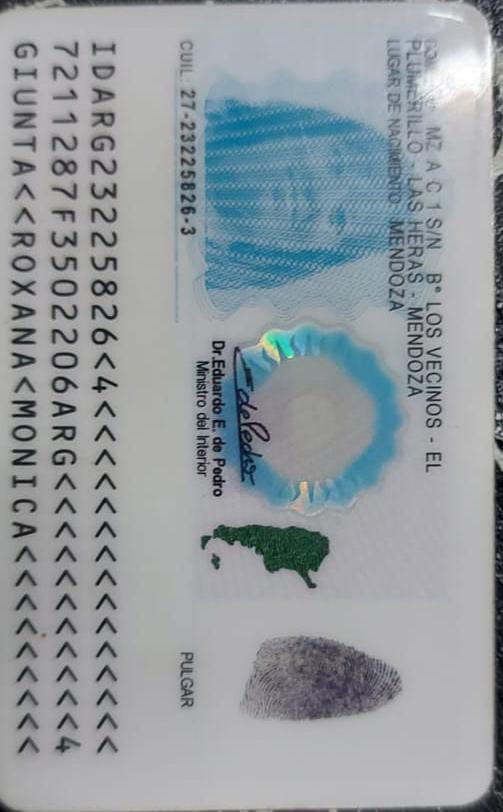 MZ A C 1 S/N Bº LOS VECINOS - EL
PLUMERILLO - LAS HERAS - MENDOZA
LUGAR DE NACIMIENTO MENDOZA
CUIL: 27-23225826-3
Dr. Eduardo E. de Pedro
Ministro del Interior
PULGAR
IDARG23225826<4<<<<<<<<<<<<<<<
7211287F3502206ARG<<<<<<<<<<<4
GIUNTA<<ROXANA<MONICA<<<<<<<<<